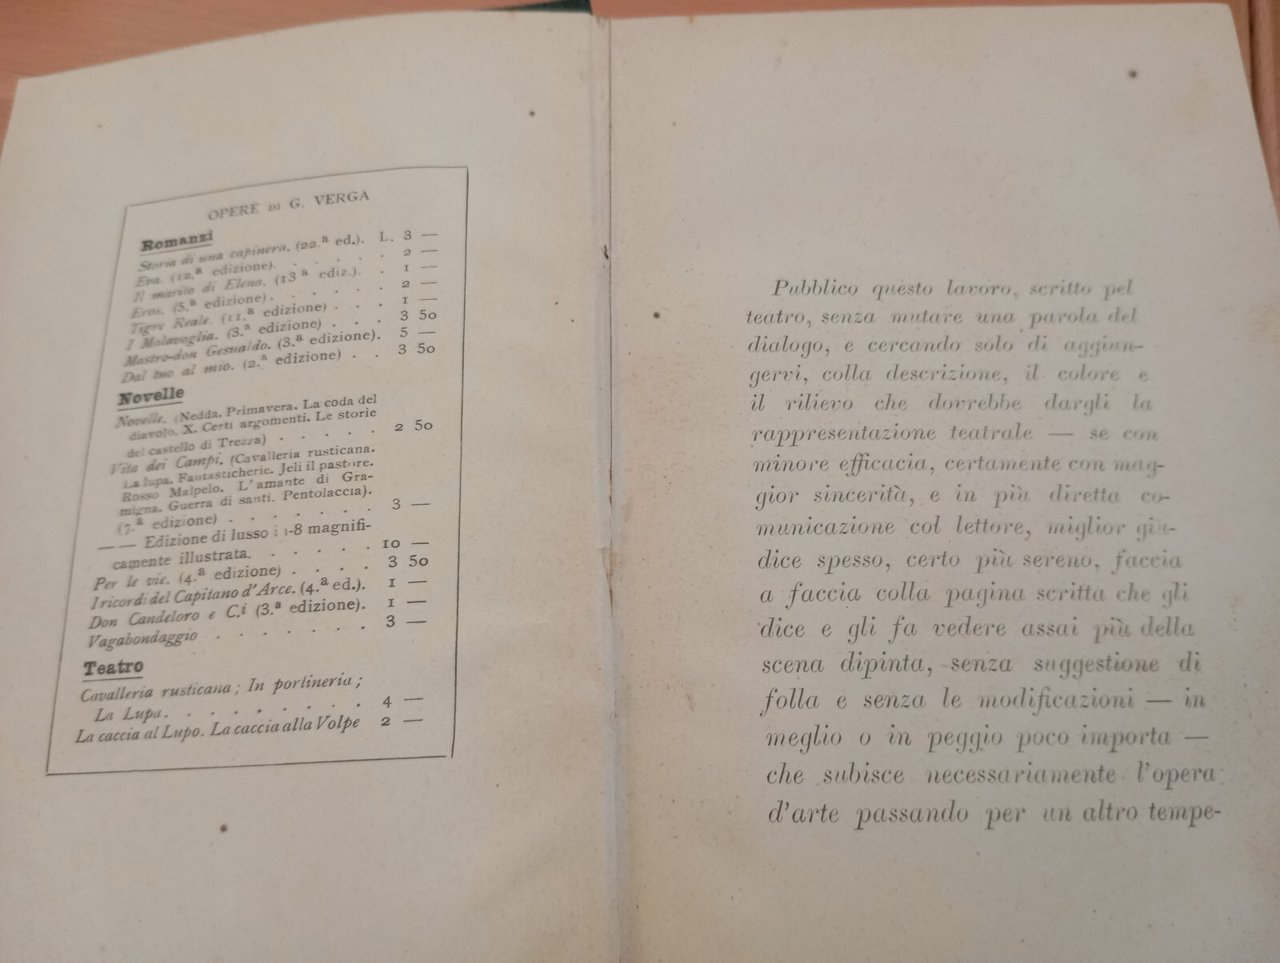 OPERE DI G. VERGA
Romanzi
Storia di una capinera. (22.ª ed.). L. 3 —
Eva. (12.ª edizione). . . . . . 2 —
Il marito di Elena. (13ª ediz.). . 1 —
Eros. (5.ª edizione). . . . . . 2 —
Tigre Reale. (11.ª edizione) . . . 1 —
I Malavoglia. (3.ª edizione) . . . 3 50
Mastro-don Gesualdo. (3.ª edizione). 5 —
Dal tuo al mio. (2.ª edizione) . . 3 50
Novelle
Novelle. (Nedda. Primavera. La coda del
diavolo. X. Certi argomenti. Le storie
del castello di Trezza) . . . . . 2 50
Vita dei Campi. (Cavalleria rusticana.
La lupa. Fantasticherie. Jeli il pastore.
Rosso Malpelo. L'amante di Gra-
migna. Guerra di santi. Pentolaccia).
(7.ª edizione) . . . . . . . 3 —
— — Edizione di lusso i 1-8 magnifi-
camente illustrata. . . . . . 10 —
Per le vie. (4.ª edizione) . . . . 3 50
I ricordi del Capitano d'Arce. (4.ª ed.). 1 —
Don Candeloro e C.i (3.ª edizione). 1 —
Vagabondaggio . . . . . . . 3 —
Teatro
Cavalleria rusticana; In portineria;
La Lupa. . . . . . . . . 4 —
La caccia al Lupo. La caccia alla Volpe 2 —
Pubblico questo lavoro, scritto pel
teatro, senza mutare una parola del
dialogo, e cercando solo di aggiun-
gervi, colla descrizione, il colore e
il rilievo che dovrebbe dargli la
rappresentazione teatrale — se con
minore efficacia, certamente con mag-
gior sincerità, e in più diretta co-
municazione col lettore, miglior giu-
dice spesso, certo più sereno, faccia
a faccia colla pagina scritta che gli
dice e gli fa vedere assai più della
scena dipinta, senza suggestione di
folla e senza le modificazioni — in
meglio o in peggio poco importa —
che subisce necessariamente l'opera
d'arte passando per un altro tempe-